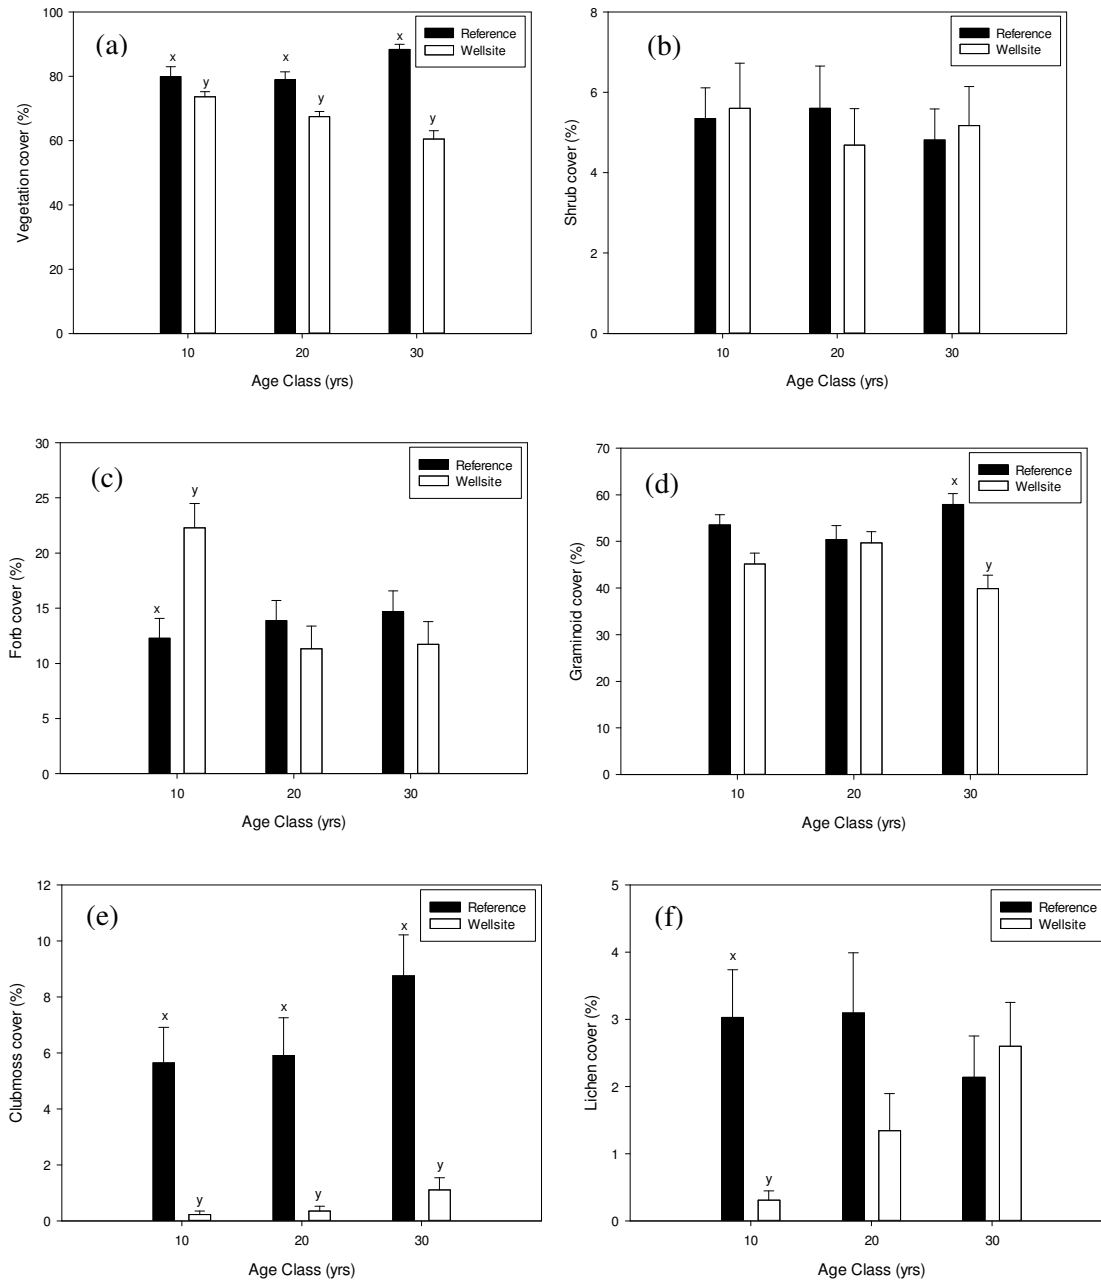 (a)
Reference
Wellsite
Vegetation cover (%)
100
80
60
40
20
0
x
y
x
y
x
y
10
20
30
Age Class (yrs)
(b)
Reference
Wellsite
Shrub cover (%)
8
6
4
2
0
10
20
30
Age Class (yrs)
(c)
Reference
Wellsite
Forb cover (%)
30
25
20
15
10
5
0
x
y
10
20
30
Age Class (yrs)
(d)
Reference
Wellsite
Graminoid cover (%)
70
60
50
40
30
20
10
0
x
y
10
20
30
Age Class (yrs)
(e)
Reference
Wellsite
Clubmoss cover (%)
12
10
8
6
4
2
0
x
y
x
y
x
y
10
20
30
Age Class (yrs)
(f)
Reference
Wellsite
Lichen cover (%)
5
4
3
2
1
0
x
y
10
20
30
Age Class (yrs)